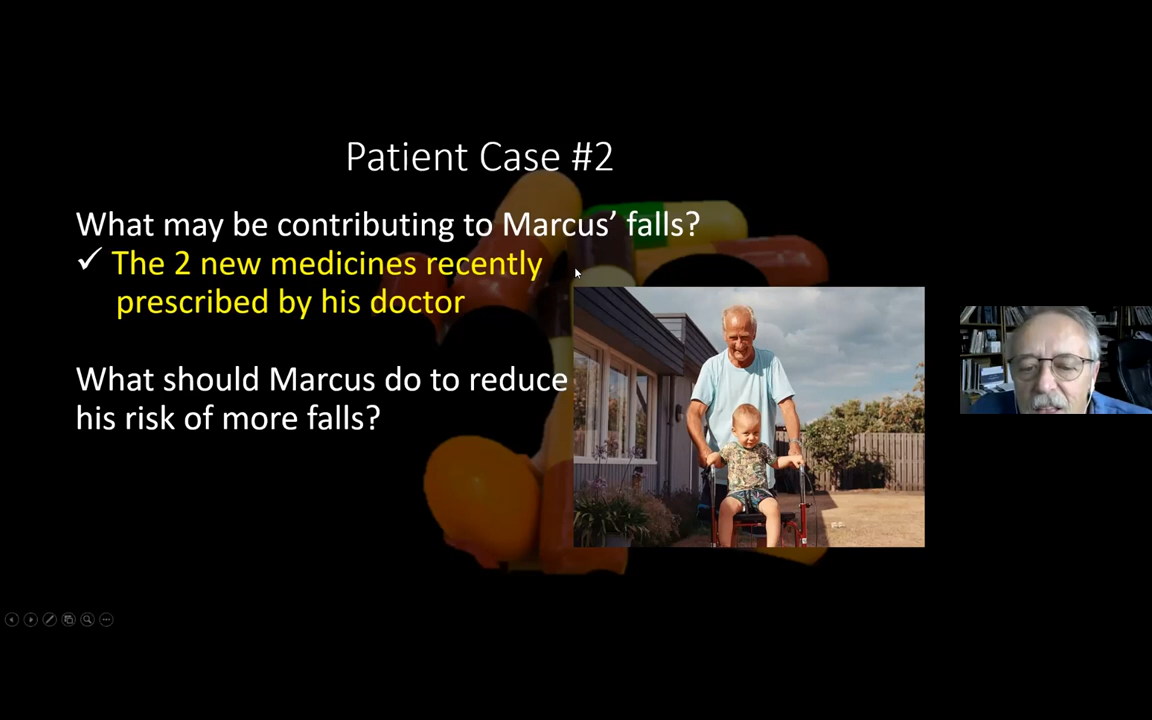 Patient Case #2
What may be contributing to Marcus’ falls?
✓ The 2 new medicines recently
prescribed by his doctor
What should Marcus do to reduce
his risk of more falls?